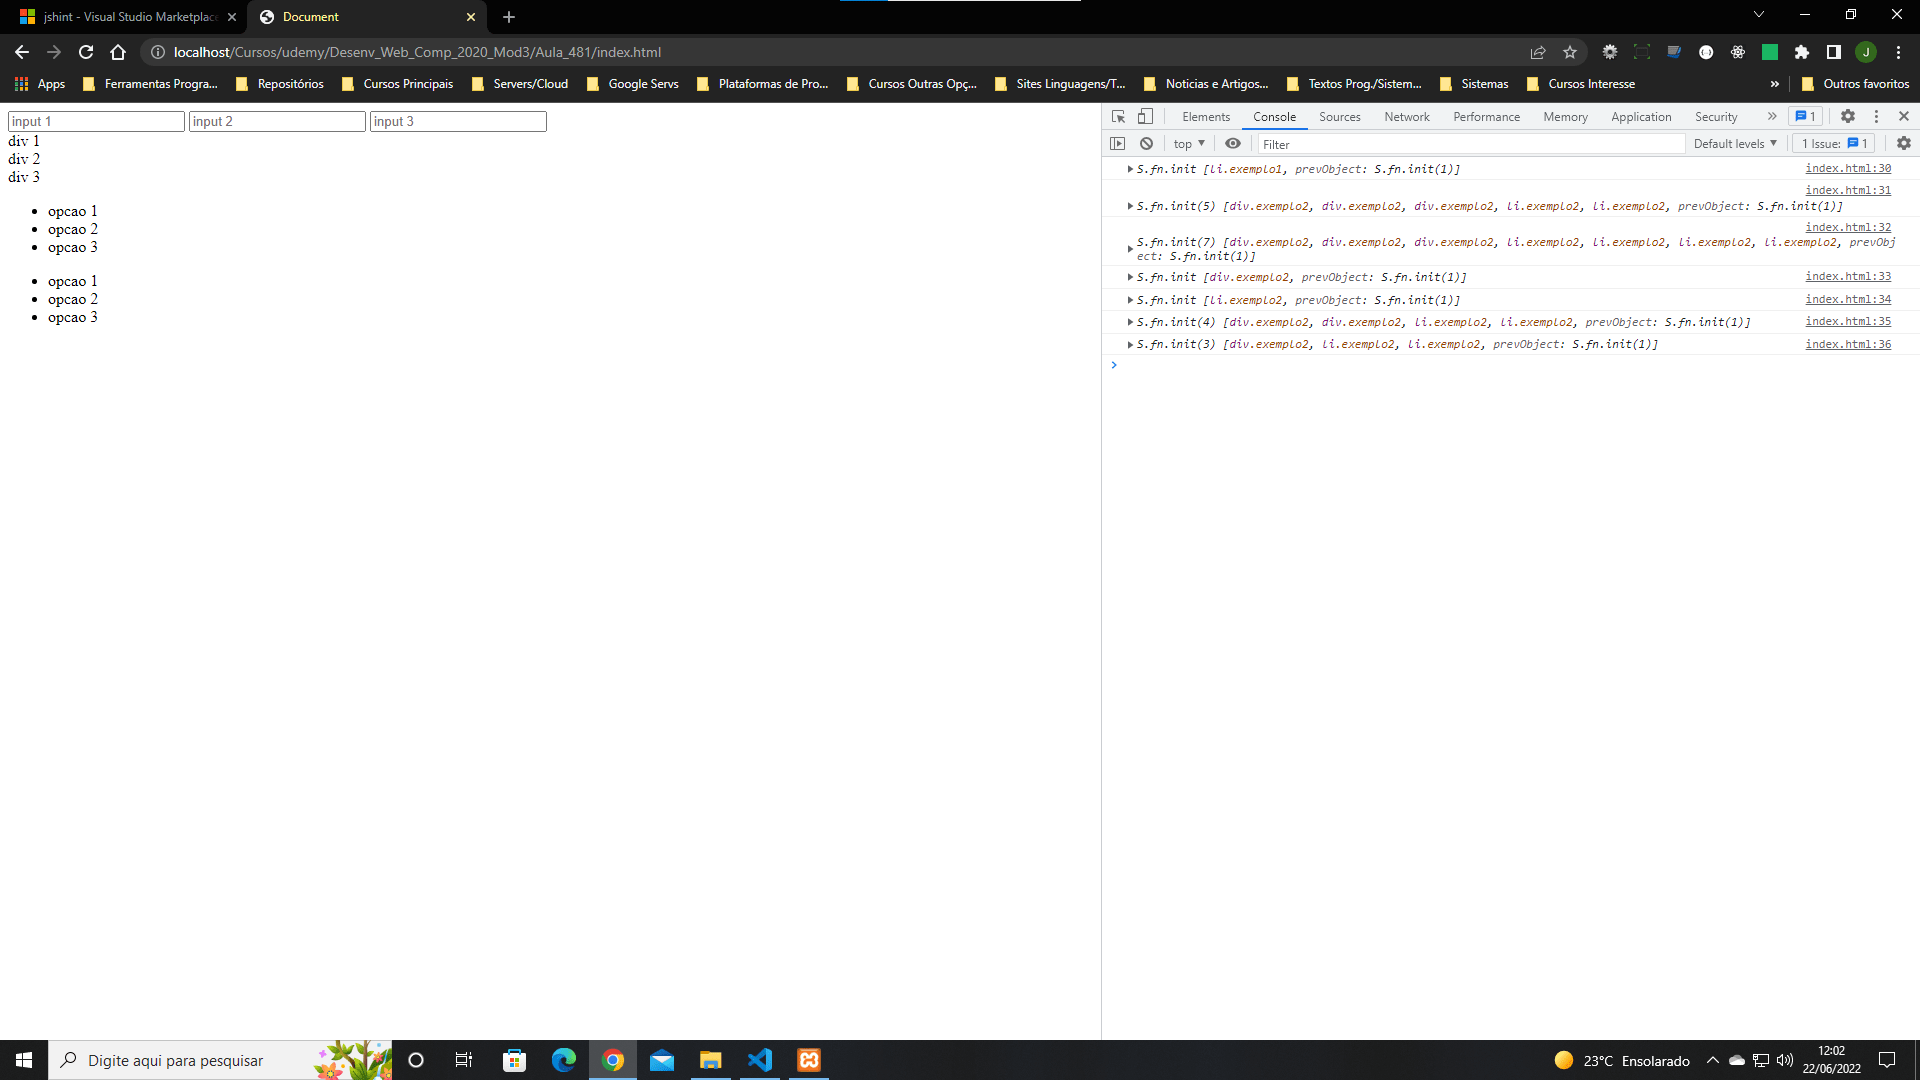 jshint - Visual Studio Marketplace
Document
localhost/Cursos/udemy/Desenv_Web_Comp_2020_Mod3/Aula_481/index.html
J
Apps
Ferramentas Progra...
Repositórios
Cursos Principais
Servers/Cloud
Google Servs
Plataformas de Pro...
Cursos Outras Opç...
Sites Linguagens/T...
Noticias e Artigos...
Textos Prog./Sistem...
Sistemas
Cursos Interesse
»
Outros favoritos
input 1 input 2 input 3
div 1
div 2
div 3
• opcao 1
• opcao 2
• opcao 3
• opcao 1
• opcao 2
• opcao 3
Elements Console Sources Network Performance Memory Application Security » 1
top Filter Default levels 1 Issue: 1
S.fn.init [li.exemplo1, prevObject: S.fn.init(1)] index.html:30
index.html:31
S.fn.init(5) [div.exemplo2, div.exemplo2, div.exemplo2, li.exemplo2, li.exemplo2, prevObject: S.fn.init(1)]
index.html:32
S.fn.init(7) [div.exemplo2, div.exemplo2, div.exemplo2, li.exemplo2, li.exemplo2, li.exemplo2, li.exemplo2, prevObj
ect: S.fn.init(1)]
S.fn.init [div.exemplo2, prevObject: S.fn.init(1)] index.html:33
S.fn.init [li.exemplo2, prevObject: S.fn.init(1)] index.html:34
S.fn.init(4) [div.exemplo2, div.exemplo2, li.exemplo2, li.exemplo2, prevObject: S.fn.init(1)] index.html:35
S.fn.init(3) [div.exemplo2, li.exemplo2, li.exemplo2, prevObject: S.fn.init(1)] index.html:36
Digite aqui para pesquisar
23°C Ensolarado
12:02
22/06/2022